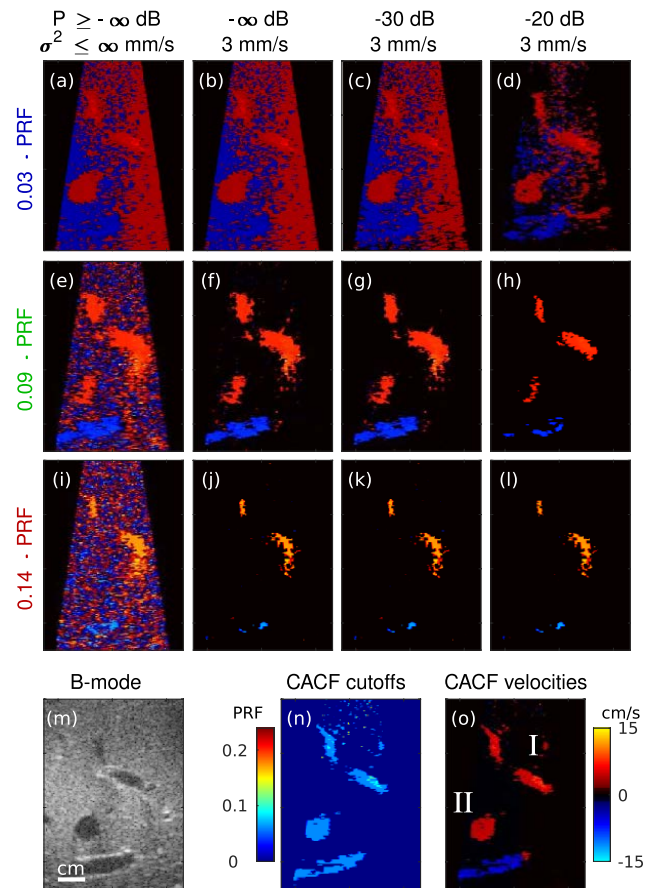 P ≥ - ∞ dB -∞ dB -30 dB -20 dB
σ² ≤ ∞ mm/s 3 mm/s 3 mm/s 3 mm/s
0.03 - PRF
(a) (b) (c) (d)
0.09 - PRF
(e) (f) (g) (h)
0.14 - PRF
(i) (j) (k) (l)
B-mode CACF cutoffs CACF velocities
(m) PRF (n) (o) cm/s
0.2 I 15
0.1 II 0
cm 0 -15